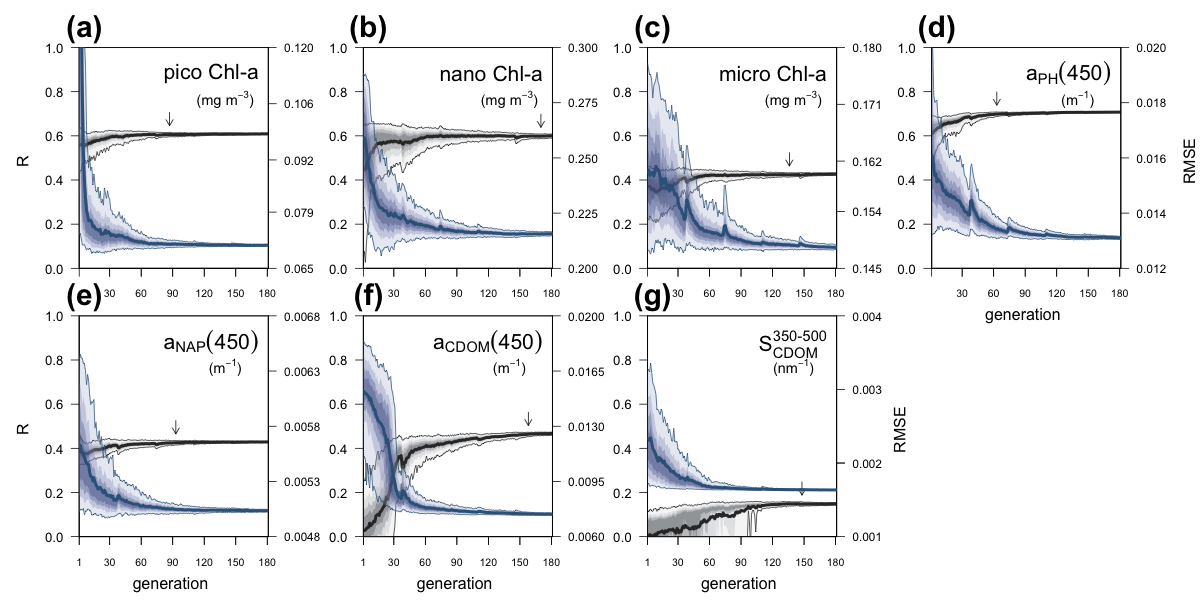 (a) (b) (c) (d)
1.0 0.120 1.0 0.300 1.0 0.180 1.0 0.020
pico Chl-a nano Chl-a micro Chl-a aPH(450)
(mg m−3) (mg m−3) (mg m−3) (m−1)
0.8 0.106 0.8 0.275 0.8 0.171 0.8 0.018
0.6 0.092 0.6 0.250 0.6 0.162 0.6 0.016
R RMSE
0.4 0.079 0.4 0.225 0.4 0.154 0.4 0.014
0.2 0.2 0.2 0.2
0.0 0.065 0.0 0.200 0.0 0.145 0.0 0.012
30 60 90 120 150 180 30 60 90 120 150 180 30 60 90 120 150 180 30 60 90 120 150 180
generation
(e) (f) (g)
1.0 0.0068 1.0 0.0200 1.0 0.004
aNAP(450) aCDOM(450) S350-500CDOM
(m−1) (m−1) (nm−1)
0.8 0.0063 0.8 0.0165 0.8 0.003
0.6 0.0058 0.6 0.0130 0.6
R RMSE
0.4 0.0053 0.4 0.0095 0.4 0.002
0.2 0.2 0.2
0.0 0.0048 0.0 0.0060 0.0 0.001
1 30 60 90 120 150 180 1 30 60 90 120 150 180 1 30 60 90 120 150 180
generation generation generation